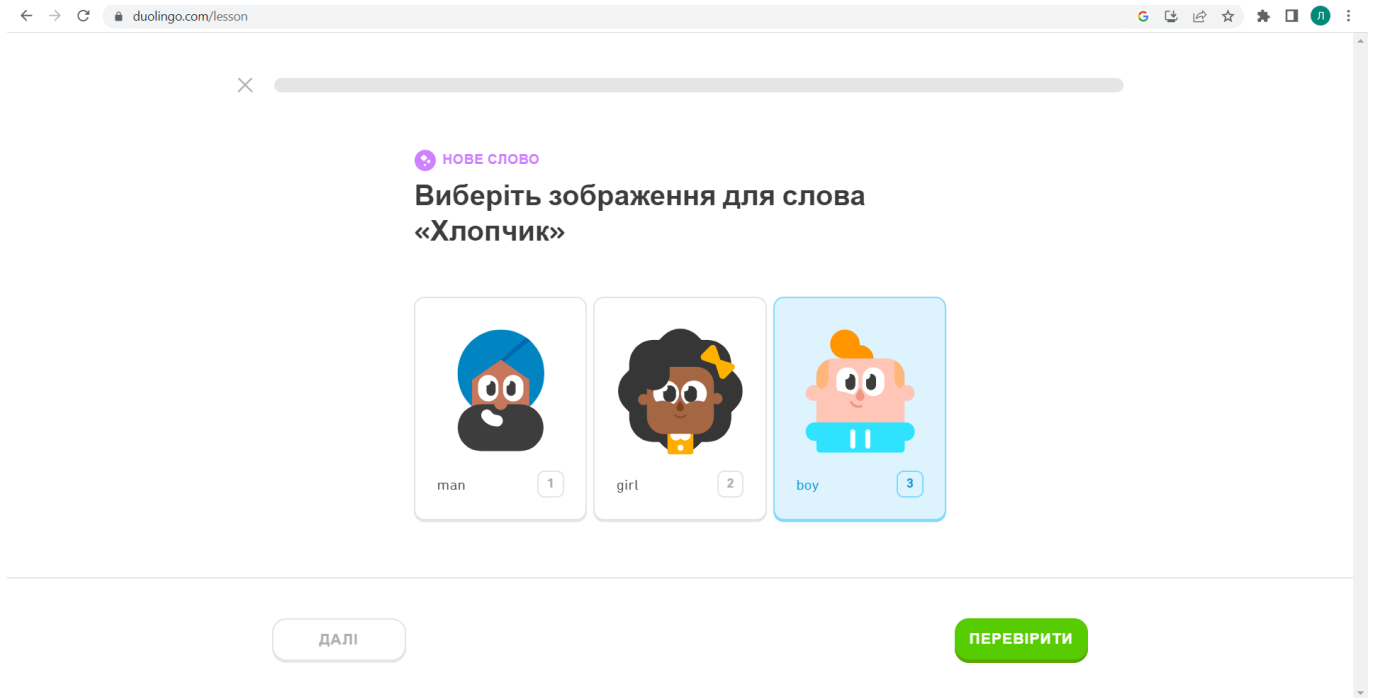 duolingo.com/lesson
Л
НОВЕ СЛОВО
Виберіть зображення для слова
«Хлопчик»
man 1
girl 2
boy 3
ДАЛІ
ПЕРЕВІРИТИ